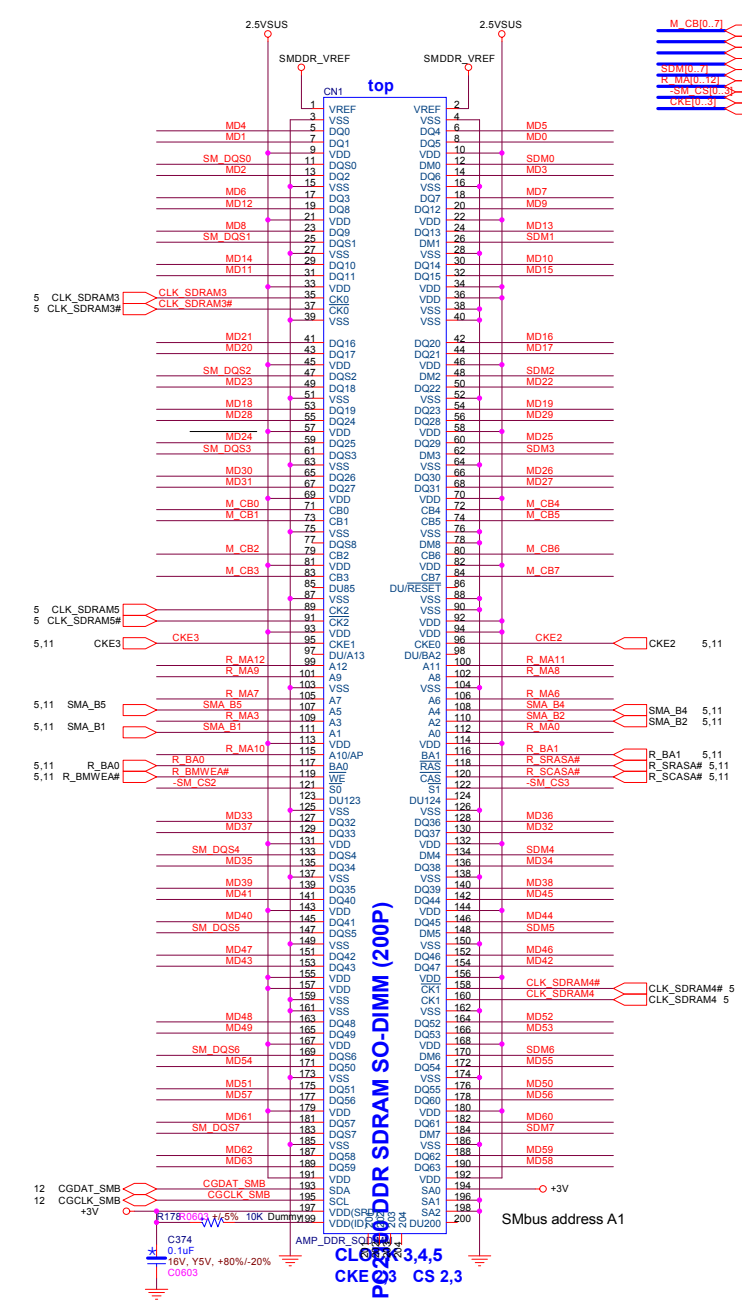 2.5VSUS 2.5VSUS
SMDDR_VREF SMDDR_VREF
M_CB[0..7]
SDM[0..7]
R_MA[0..12]
-SM_CS[0..3]
CKE[0..3]
CN1 top
1 VREF VREF 2
3 VSS VSS 4
MD4 5 DQ0 DQ4 6 MD5
MD1 7 DQ1 DQ5 8 MD0
9 VDD VDD 10
SM_DQS0 11 DQS0 DM0 12 SDM0
MD2 13 DQ2 DQ6 14 MD3
15 VSS VSS 16
MD6 17 DQ3 DQ7 18 MD7
MD12 19 DQ8 DQ12 20 MD9
21 VDD VDD 22
MD8 23 DQ9 DQ13 24 MD13
SM_DQS1 25 DQS1 DM1 26 SDM1
27 VSS VSS 28
MD14 29 DQ10 DQ14 30 MD10
MD11 31 DQ11 DQ15 32 MD15
33 VDD VDD 34
5 CLK_SDRAM3 CLK_SDRAM3 35 CK0 VDD 36
5 CLK_SDRAM3# CLK_SDRAM3# 37 CK0 VSS 38
39 VSS VSS 40
MD21 41 DQ16 DQ20 42 MD16
MD20 43 DQ17 DQ21 44 MD17
45 VDD VDD 46
SM_DQS2 47 DQS2 DM2 48 SDM2
MD23 49 DQ18 DQ22 50 MD22
51 VSS VSS 52
MD18 53 DQ19 DQ23 54 MD19
MD28 55 DQ24 DQ28 56 MD29
57 VDD VDD 58
MD24 59 DQ25 DQ29 60 MD25
SM_DQS3 61 DQS3 DM3 62 SDM3
63 VSS VSS 64
MD30 65 DQ26 DQ30 66 MD26
MD31 67 DQ27 DQ31 68 MD27
69 VDD VDD 70
M_CB0 71 CB0 CB4 72 M_CB4
M_CB1 73 CB1 CB5 74 M_CB5
75 VSS VSS 76
77 DQS8 DM8 78
M_CB2 79 CB2 CB6 80 M_CB6
81 VDD VDD 82
M_CB3 83 CB3 CB7 84 M_CB7
85 DU85 DU/RESET 86
87 VSS VSS 88
5 CLK_SDRAM5 89 CK2 VSS 90
5 CLK_SDRAM5# 91 CK2 VDD 92
93 VDD VDD 94
5,11 CKE3 CKE3 95 CKE1 CKE0 96 CKE2 CKE2 5,11
97 DU/A13 DU/BA2 98
R_MA12 99 A12 A11 100 R_MA11
R_MA9 101 A9 A8 102 R_MA8
103 VSS VSS 104
R_MA7 105 A7 A6 106 R_MA6
5,11 SMA_B5 SMA_B5 107 A5 A4 108 SMA_B4 SMA_B4 5,11
R_MA3 109 A3 A2 110 SMA_B2 SMA_B2 5,11
5,11 SMA_B1 SMA_B1 111 A1 A0 112 R_MA0
113 VDD VDD 114
R_MA10 115 A10/AP BA1 116 R_BA1 R_BA1 5,11
5,11 R_BA0 R_BA0 117 BA0 RAS 118 R_SRASA# R_SRASA# 5,11
5,11 R_BMWEA# R_BMWEA# 119 WE CAS 120 R_SCASA# R_SCASA# 5,11
-SM_CS2 121 S0 S1 122 -SM_CS3
123 DU123 DU124 124
125 VSS VSS 126
MD33 127 DQ32 DQ36 128 MD36
MD37 129 DQ33 DQ37 130 MD32
131 VDD VDD 132
SM_DQS4 133 DQS4 DM4 134 SDM4
MD35 135 DQ34 DQ38 136 MD34
137 VSS VSS 138
MD39 139 DQ35 DQ39 140 MD38
MD41 141 DQ40 DQ44 142 MD45
143 VDD VDD 144
MD40 145 DQ41 DQ45 146 MD44
SM_DQS5 147 DQS5 DM5 148 SDM5
149 VSS VSS 150
MD47 151 DQ42 DQ46 152 MD46
MD43 153 DQ43 DQ47 154 MD42
155 VDD VDD 156
157 VDD CK1 158 CLK_SDRAM4# CLK_SDRAM4# 5
159 VSS CK1 160 CLK_SDRAM4 CLK_SDRAM4 5
161 VSS VSS 162
MD48 163 DQ48 DQ52 164 MD52
MD49 165 DQ49 DQ53 166 MD53
167 VDD VDD 168
SM_DQS6 169 DQS6 DM6 170 SDM6
MD54 171 DQ50 DQ54 172 MD55
173 VSS VSS 174
MD51 175 DQ51 DQ55 176 MD50
MD57 177 DQ56 DQ60 178 MD56
179 VDD VDD 180
MD61 181 DQ57 DQ61 182 MD60
SM_DQS7 183 DQS7 DM7 184 SDM7
185 VSS VSS 186
MD62 187 DQ58 DQ62 188 MD59
MD63 189 DQ59 DQ63 190 MD58
191 VDD VDD 192
12 CGDAT_SMB CGDAT_SMB 193 SDA SA0 194 +3V
12 CGCLK_SMB CGCLK_SMB 195 SCL SA1 196
+3V 197 VDD(SPD) SA2 198
R178 R0603 +/-5% 10K Dummy 199 VDD(ID) DU200 200
SMbus address A1
PC2100 DDR SDRAM SO-DIMM (200P)
201 202 203 204
204
AMP_DDR_SODIMM
C374
0.1uF
16V, Y5V, +80%/-20%
C0603
CLOCK 3,4,5
CKE 2,3 CS 2,3